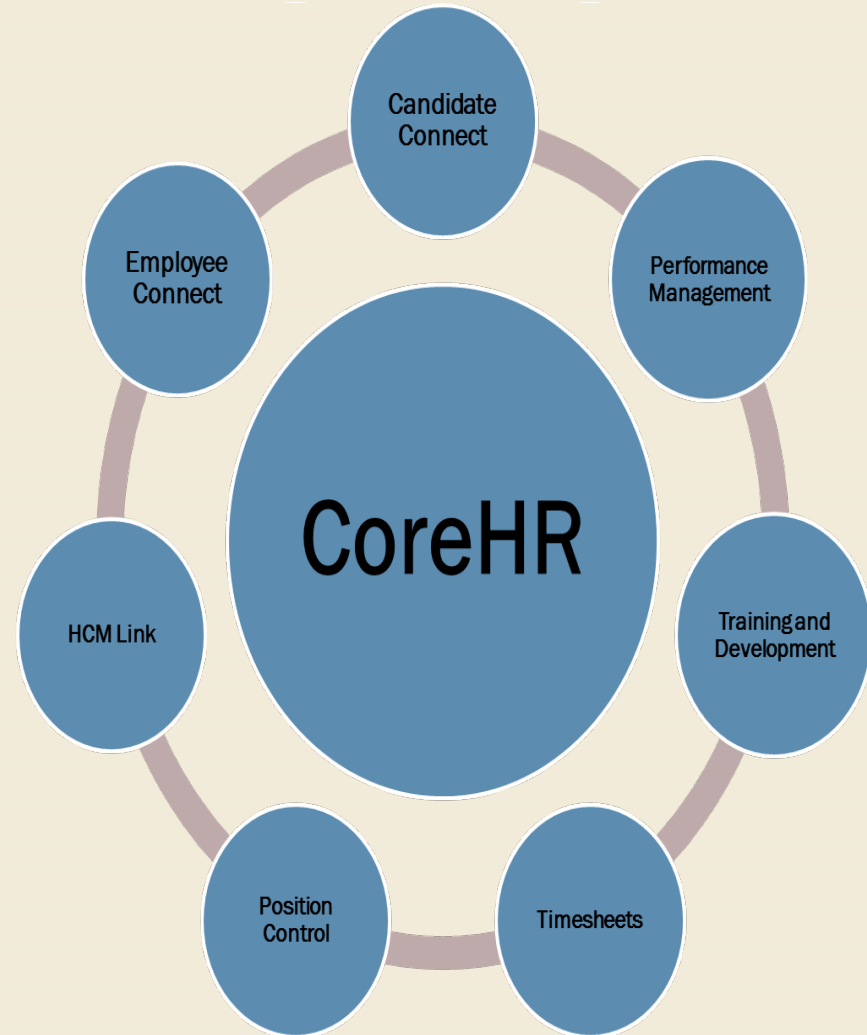 Candidate
Connect
Performance
Management
Training and
Development
Timesheets
Position
Control
HCM Link
Employee
Connect
CoreHR